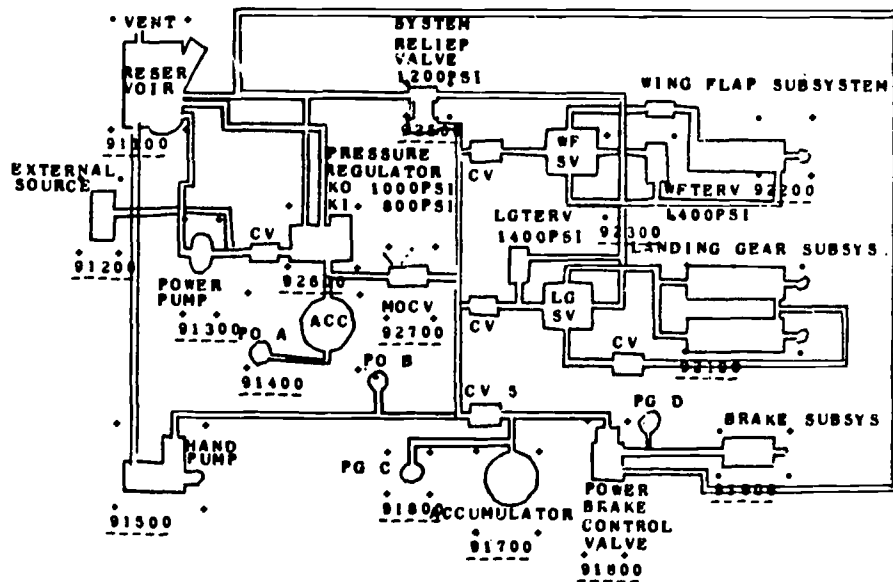 VENT
SYSTEM
RELIEF
VALVE
1200PSI
RESER
VOIR
WING FLAP SUBSYSTEM
91100
EXTERNAL
SOURCE
PRESSURE
REGULATOR
KO 1000PSI
KI 800PSI
CV
WF
SV
WFTERV
1400PSI
92200
LGTERV
1400PSI
92300
LANDING GEAR SUBSYS.
CV
91200
POWER
PUMP
91300
ACC
MOCV
92700
CV
LG
SV
CV
PO A
91400
PO B
CV 5
PG D
BRAKE SUBSYS
HAND
PUMP
PG C
91500
91800
ACCUMULATOR
91700
POWER
BRAKE
CONTROL
VALVE
91800